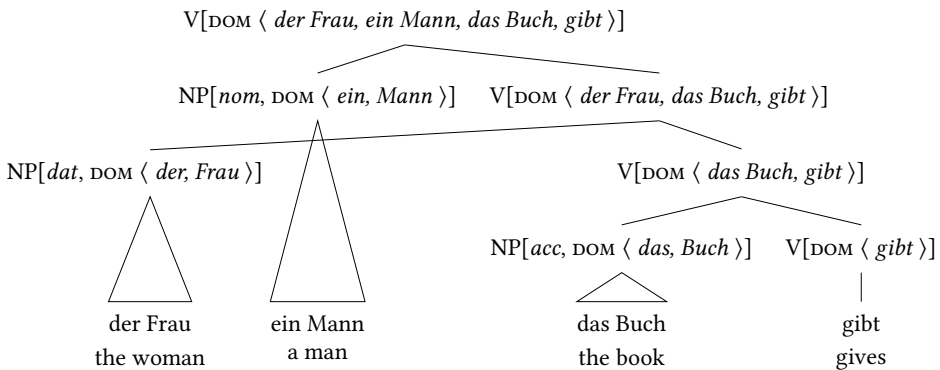 V[DOM ⟨ der Frau, ein Mann, das Buch, gibt ⟩]
NP[nom, DOM ⟨ ein, Mann ⟩] V[DOM ⟨ der Frau, das Buch, gibt ⟩]
NP[dat, DOM ⟨ der, Frau ⟩] V[DOM ⟨ das Buch, gibt ⟩]
NP[acc, DOM ⟨ das, Buch ⟩] V[DOM ⟨ gibt ⟩]
der Frau ein Mann das Buch gibt
the woman a man the book gives